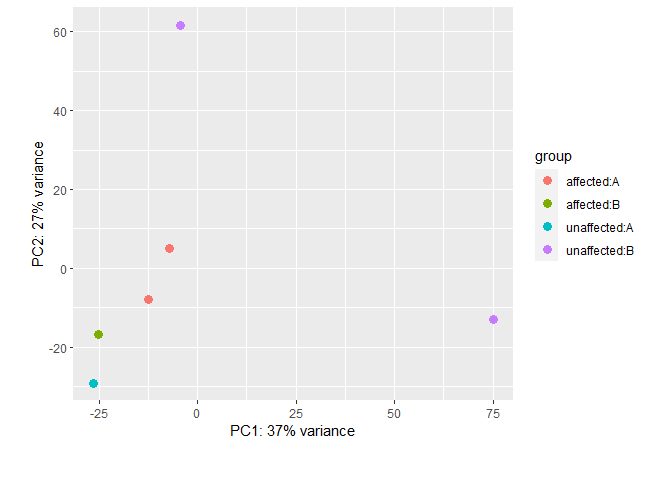 60
40
20
0
-20
-25
0
25
50
75
PC1: 37% variance
PC2: 27% variance
group
affected:A
affected:B
unaffected:A
unaffected:B